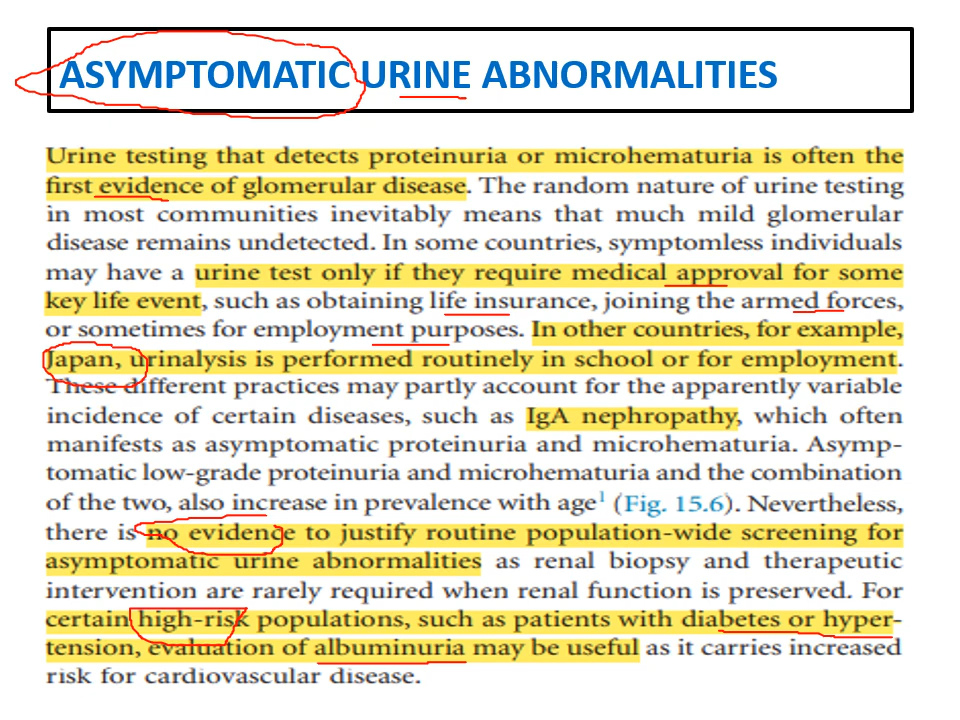 ASYMPTOMATIC URINE ABNORMALITIES
Urine testing that detects proteinuria or microhematuria is often the
first evidence of glomerular disease. The random nature of urine testing
in most communities inevitably means that much mild glomerular
disease remains undetected. In some countries, symptomless individuals
may have a urine test only if they require medical approval for some
key life event, such as obtaining life insurance, joining the armed forces,
or sometimes for employment purposes. In other countries, for example,
Japan, urinalysis is performed routinely in school or for employment.
These different practices may partly account for the apparently variable
incidence of certain diseases, such as IgA nephropathy, which often
manifests as asymptomatic proteinuria and microhematuria. Asymp-
tomatic low-grade proteinuria and microhematuria and the combination
of the two, also increase in prevalence with age¹ (Fig. 15.6). Nevertheless,
there is no evidence to justify routine population-wide screening for
asymptomatic urine abnormalities as renal biopsy and therapeutic
intervention are rarely required when renal function is preserved. For
certain high-risk populations, such as patients with diabetes or hyper-
tension, evaluation of albuminuria may be useful as it carries increased
risk for cardiovascular disease.